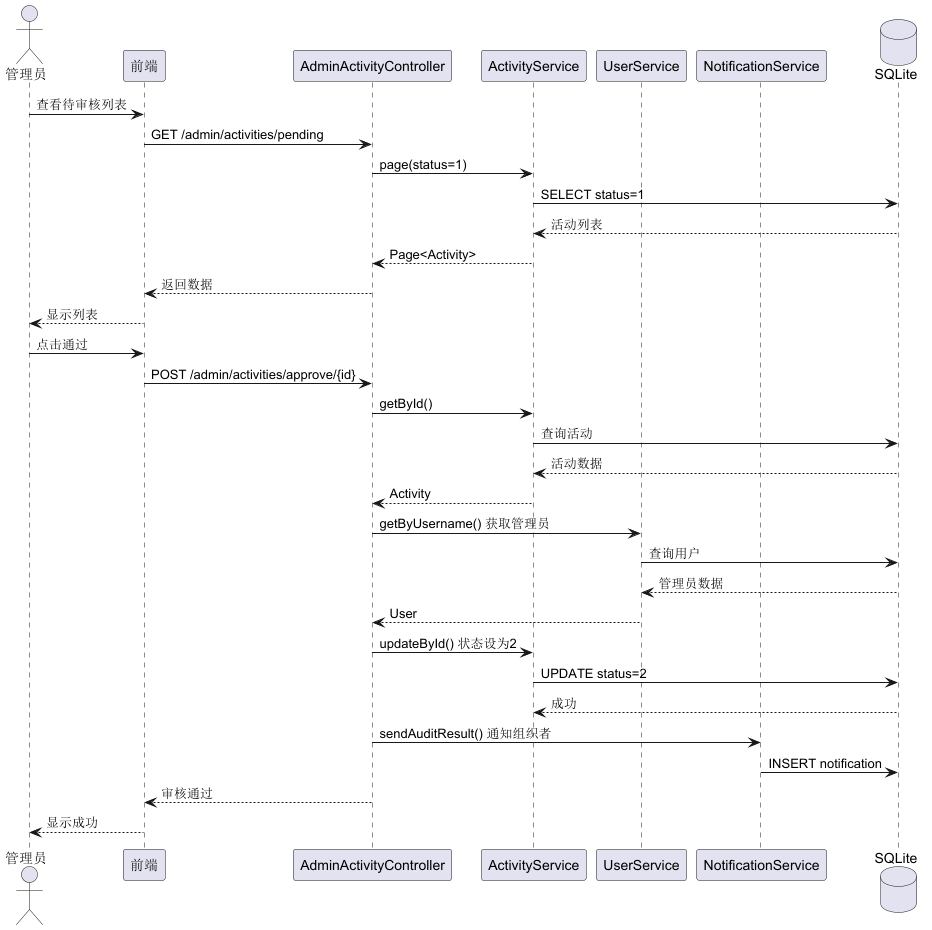 管理员
前端
AdminActivityController
ActivityService
UserService
NotificationService
SQLite
查看待审核列表
GET /admin/activities/pending
page(status=1)
SELECT status=1
活动列表
Page<Activity>
返回数据
显示列表
点击通过
POST /admin/activities/approve/{id}
getById()
查询活动
活动数据
Activity
getByUsername() 获取管理员
查询用户
管理员数据
User
updateById() 状态设为2
UPDATE status=2
成功
sendAuditResult() 通知组织者
INSERT notification
审核通过
显示成功
管理员
前端
AdminActivityController
ActivityService
UserService
NotificationService
SQLite